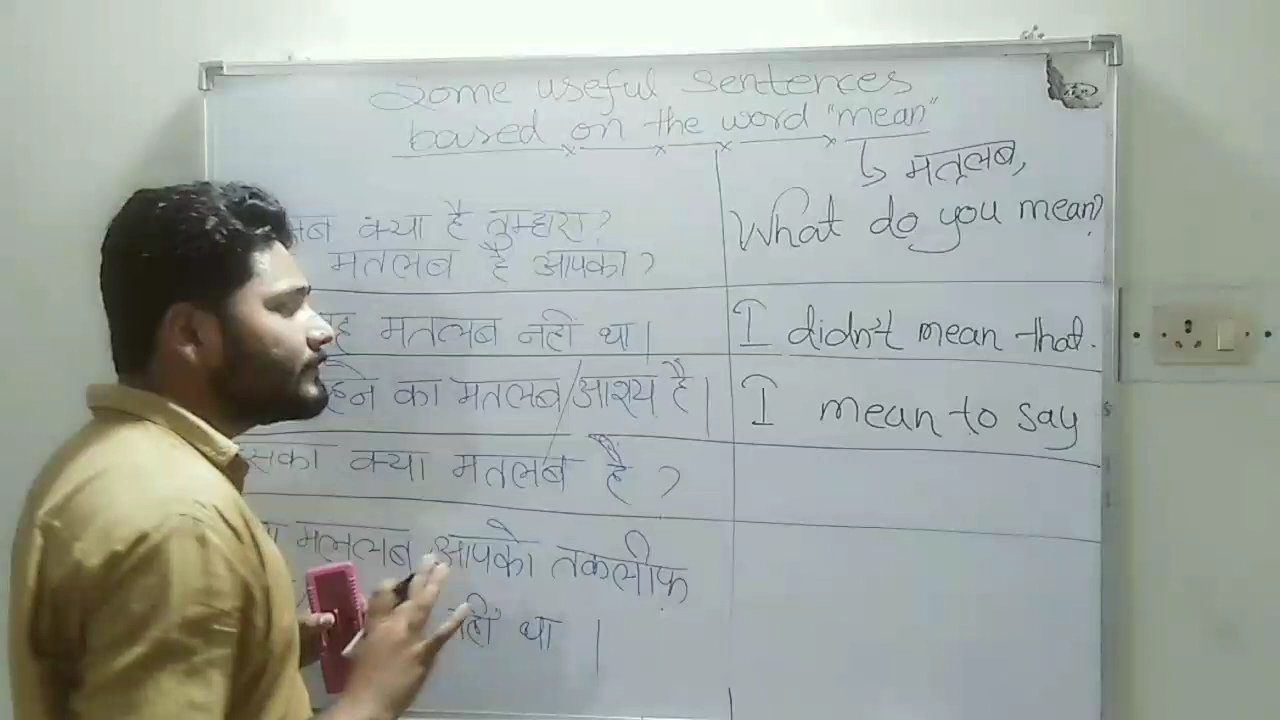 Some useful sentences
based on the word "mean"
↳ मतलब,
क्या है तुम्हारा?
मतलब है आपका?
What do you mean?
मतलब नहीं था।
I didn't mean that.
का मतलब/आशय है।
I mean to say
क्या मतलब है?
मतलब आपको तकलीफ़
था।